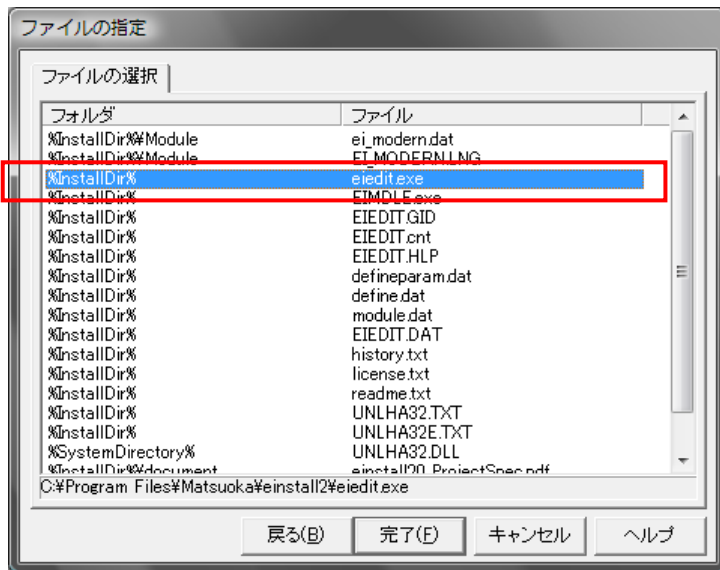 ファイルの指定
ファイルの選択
フォルダ ファイル
%InstallDir%¥Module ei_modern.dat
%InstallDir%¥Module EI_MODERN.LNG
%InstallDir% eiedit.exe
%InstallDir% EIMDLE.exe
%InstallDir% EIEDIT.GID
%InstallDir% EIEDIT.cnt
%InstallDir% EIEDIT.HLP
%InstallDir% defineparam.dat
%InstallDir% define.dat
%InstallDir% module.dat
%InstallDir% EIEDIT.DAT
%InstallDir% history.txt
%InstallDir% license.txt
%InstallDir% readme.txt
%InstallDir% UNLHA32.TXT
%InstallDir% UNLHA32E.TXT
%SystemDirectory% UNLHA32.DLL
%InstallDir%¥document einstall20_ProjectSpec.pdf
C:¥Program Files¥Matsuoka¥einstall2¥eiedit.exe
戻る(B) 完了(F) キャンセル ヘルプ